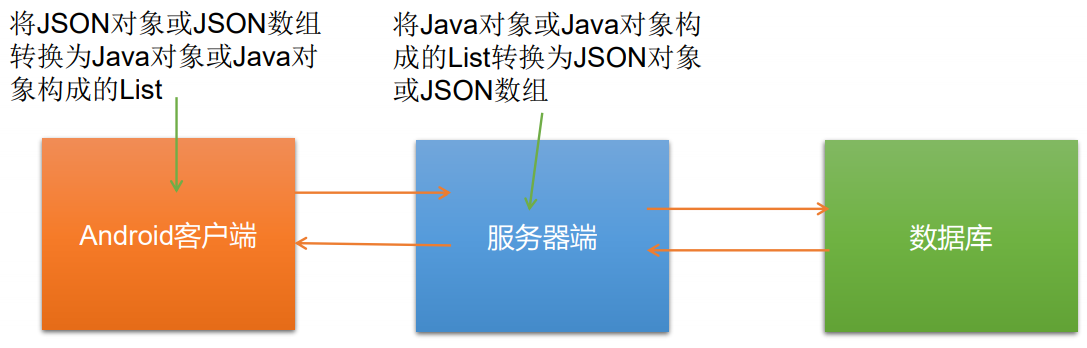 将JSON对象或JSON数组
转换为Java对象或Java对
象构成的List
将Java对象或Java对象构
成的List转换为JSON对象
或JSON数组
Android客户端
服务器端
数据库